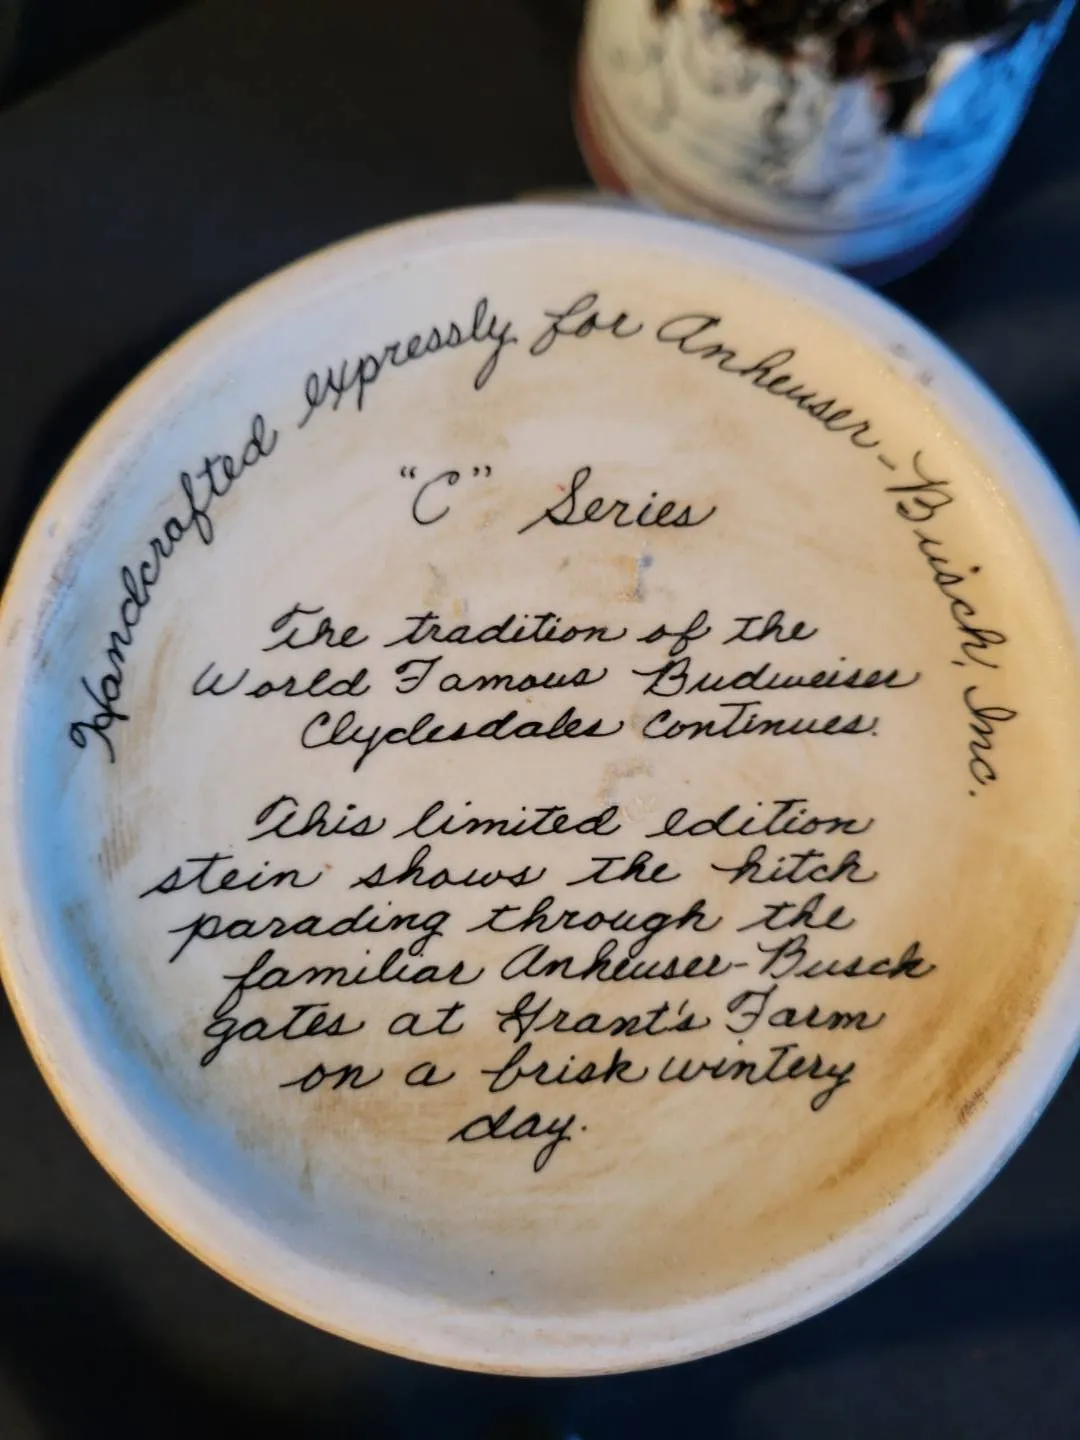 Handcrafted expressly for Anheuser-Busch, Inc.
"C" Series
The tradition of the
World Famous Budweiser
Clydesdales Continues.
This limited edition
stein shows the hitch
parading through the
familiar Anheuser-Busch
gates at Grant's Farm
on a brisk wintery
day.